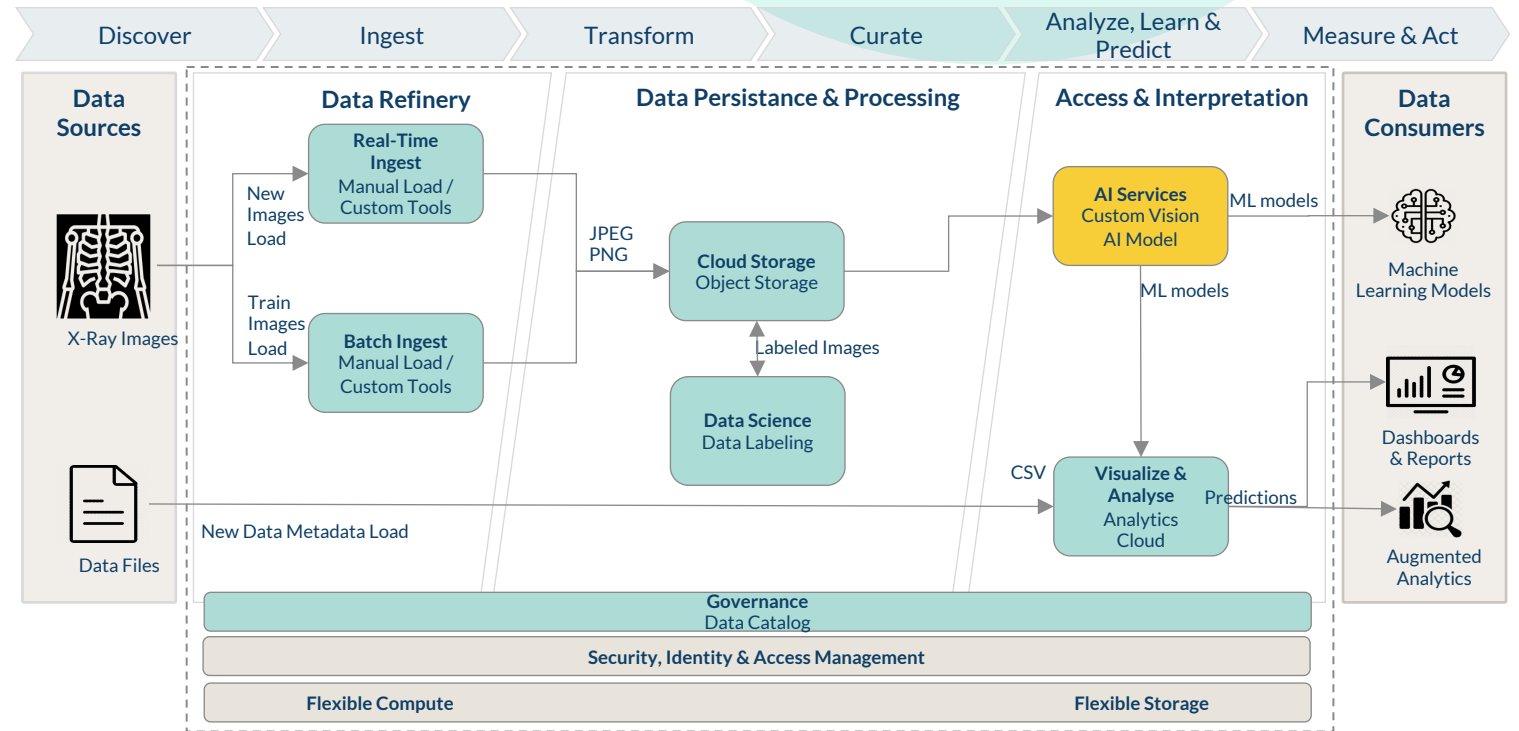 Discover
Ingest
Transform
Curate
Analyze, Learn &
Predict
Measure & Act
Data
Sources
X-Ray Images
Data Files
Data Refinery
New
Images
Load
Train
Images
Load
Real-Time
Ingest
Manual Load /
Custom Tools
Batch Ingest
Manual Load /
Custom Tools
New Data Metadata Load
Data Persistance & Processing
JPEG
PNG
Cloud Storage
Object Storage
Labeled Images
Data Science
Data Labeling
Access & Interpretation
AI Services
Custom Vision
AI Model
ML models
ML models
CSV
Visualize &
Analyse
Analytics
Cloud
Predictions
Data
Consumers
Machine
Learning Models
Dashboards
& Reports
Augmented
Analytics
Governance
Data Catalog
Security, Identity & Access Management
Flexible Compute
Flexible Storage